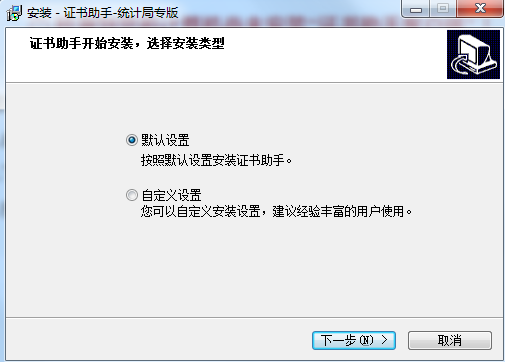 安装 - 证书助手-统计局专版
证书助手开始安装，选择安装类型
默认设置
按照默认设置安装证书助手。
自定义设置
您可以自定义安装设置，建议经验丰富的用户使用。
下一步(N) >
取消